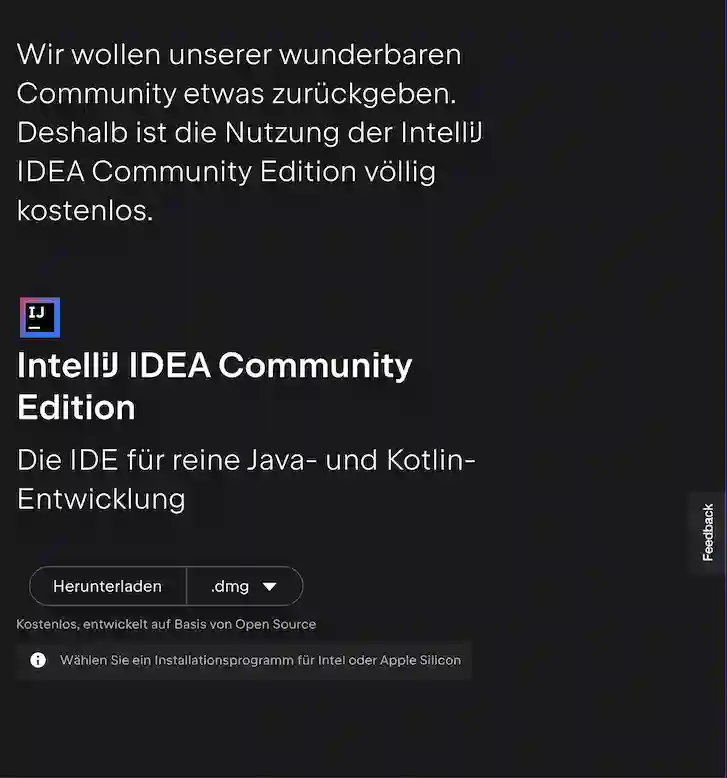 Wir wollen unserer wunderbaren
Community etwas zurückgeben.
Deshalb ist die Nutzung der IntelliJ
IDEA Community Edition völlig
kostenlos.
IJ
IntelliJ IDEA Community
Edition
Die IDE für reine Java- und Kotlin-
Entwicklung
Feedback
Herunterladen .dmg
Kostenlos, entwickelt auf Basis von Open Source
Wählen Sie ein Installationsprogramm für Intel oder Apple Silicon